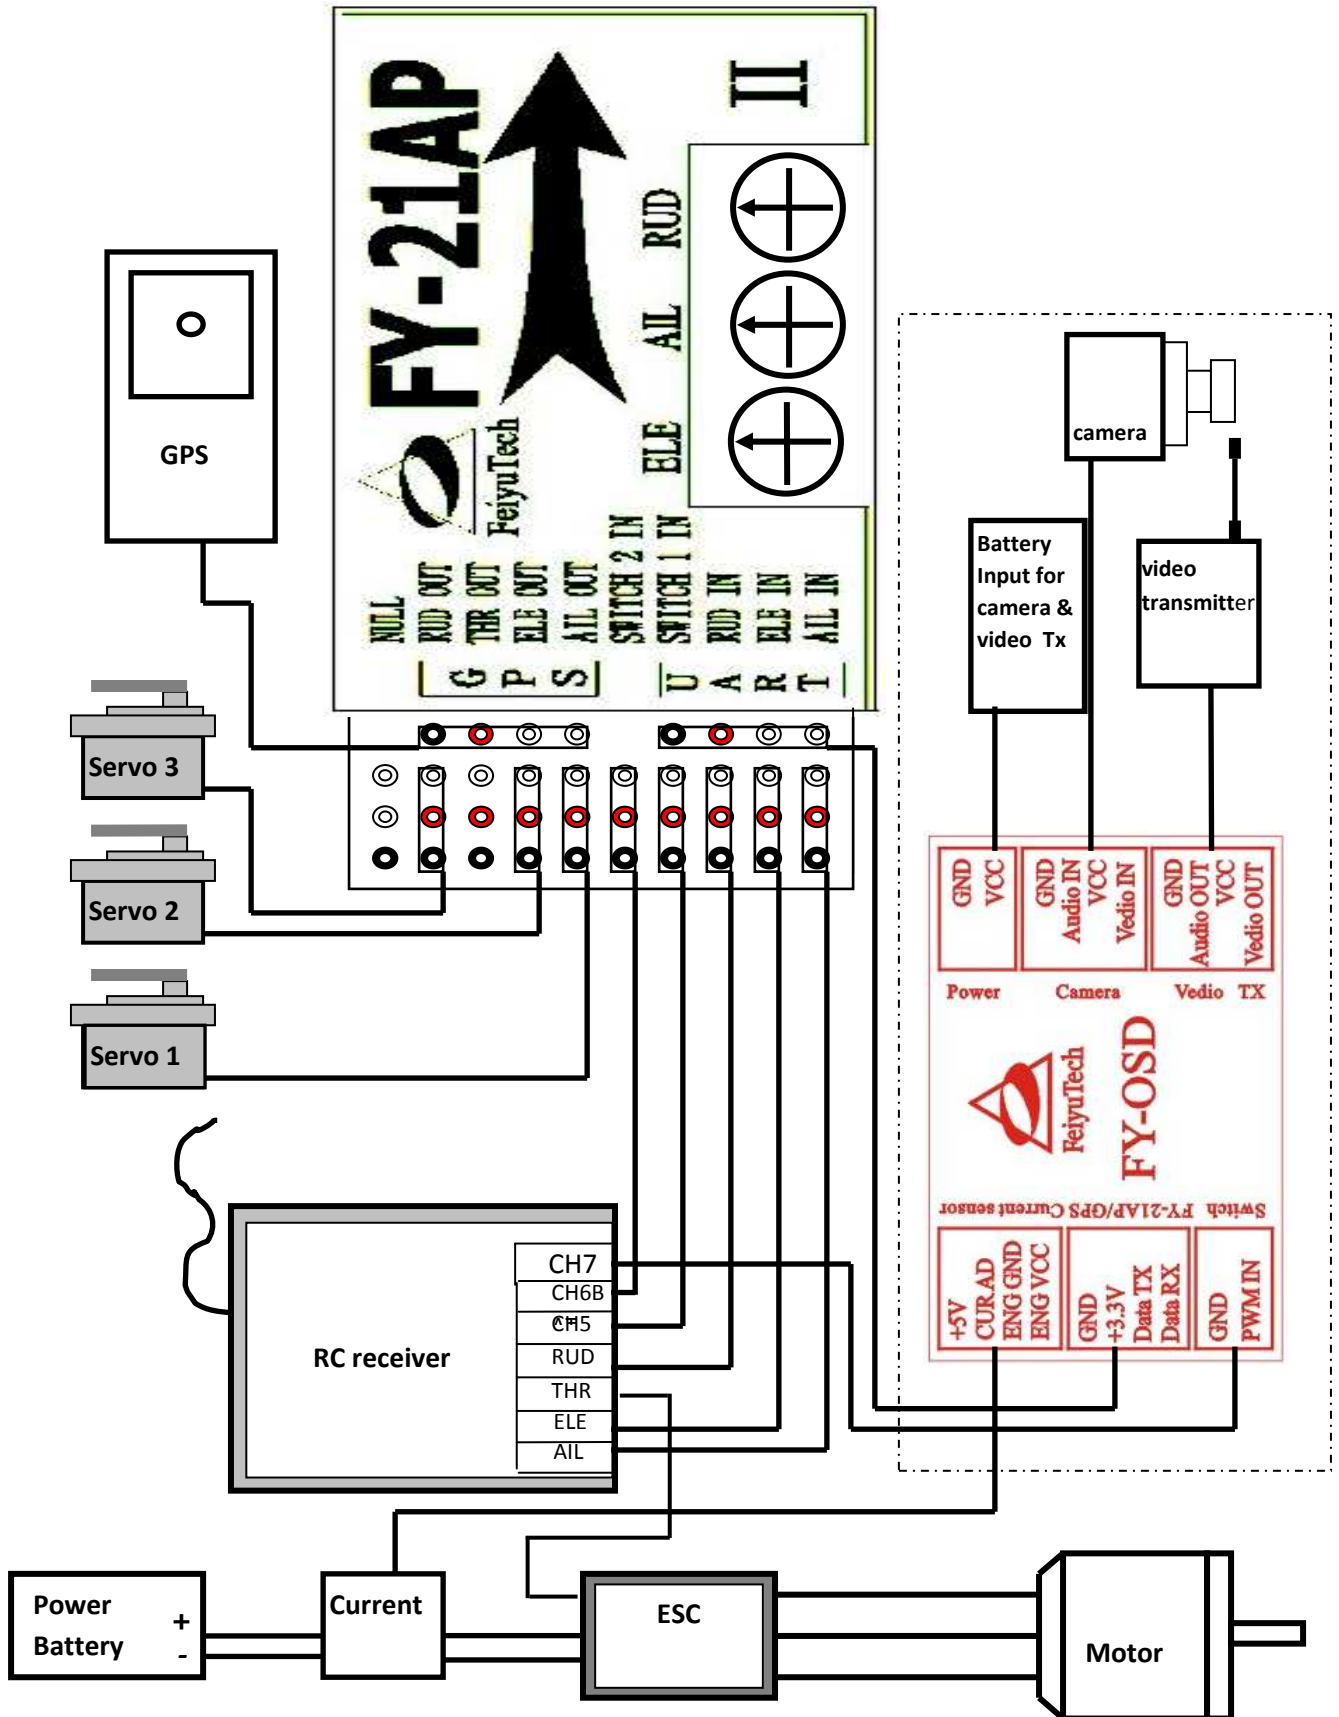 FY-21AP
II
FeiyuTech
ELE
AIL
RUD
NULL
RUD OUT
THR OUT
ELE OUT
AIL OUT
SWITCH 2 IN
SWITCH 1 IN
RUD IN
ELE IN
AIL IN
GPS
UART
GPS
Servo 3
Servo 2
Servo 1
camera
Battery
Input for
camera &
video Tx
video
transmitter
GND
VCC
GND
Audio IN
VCC
Vedio IN
GND
Audio OUT
VCC
Vedio OUT
Power
Camera
Vedio TX
FeiyuTech
FY-OSD
Switch FY-21AP/GPS Current sensor
+5V
CUR AD
ENG GND
ENG VCC
GND
+3.3V
Data TX
Data RX
GND
PWM IN
RC receiver
CH7
CH6B
CH5
RUD
THR
ELE
AIL
Power
Battery
+
-
Current
ESC
Motor